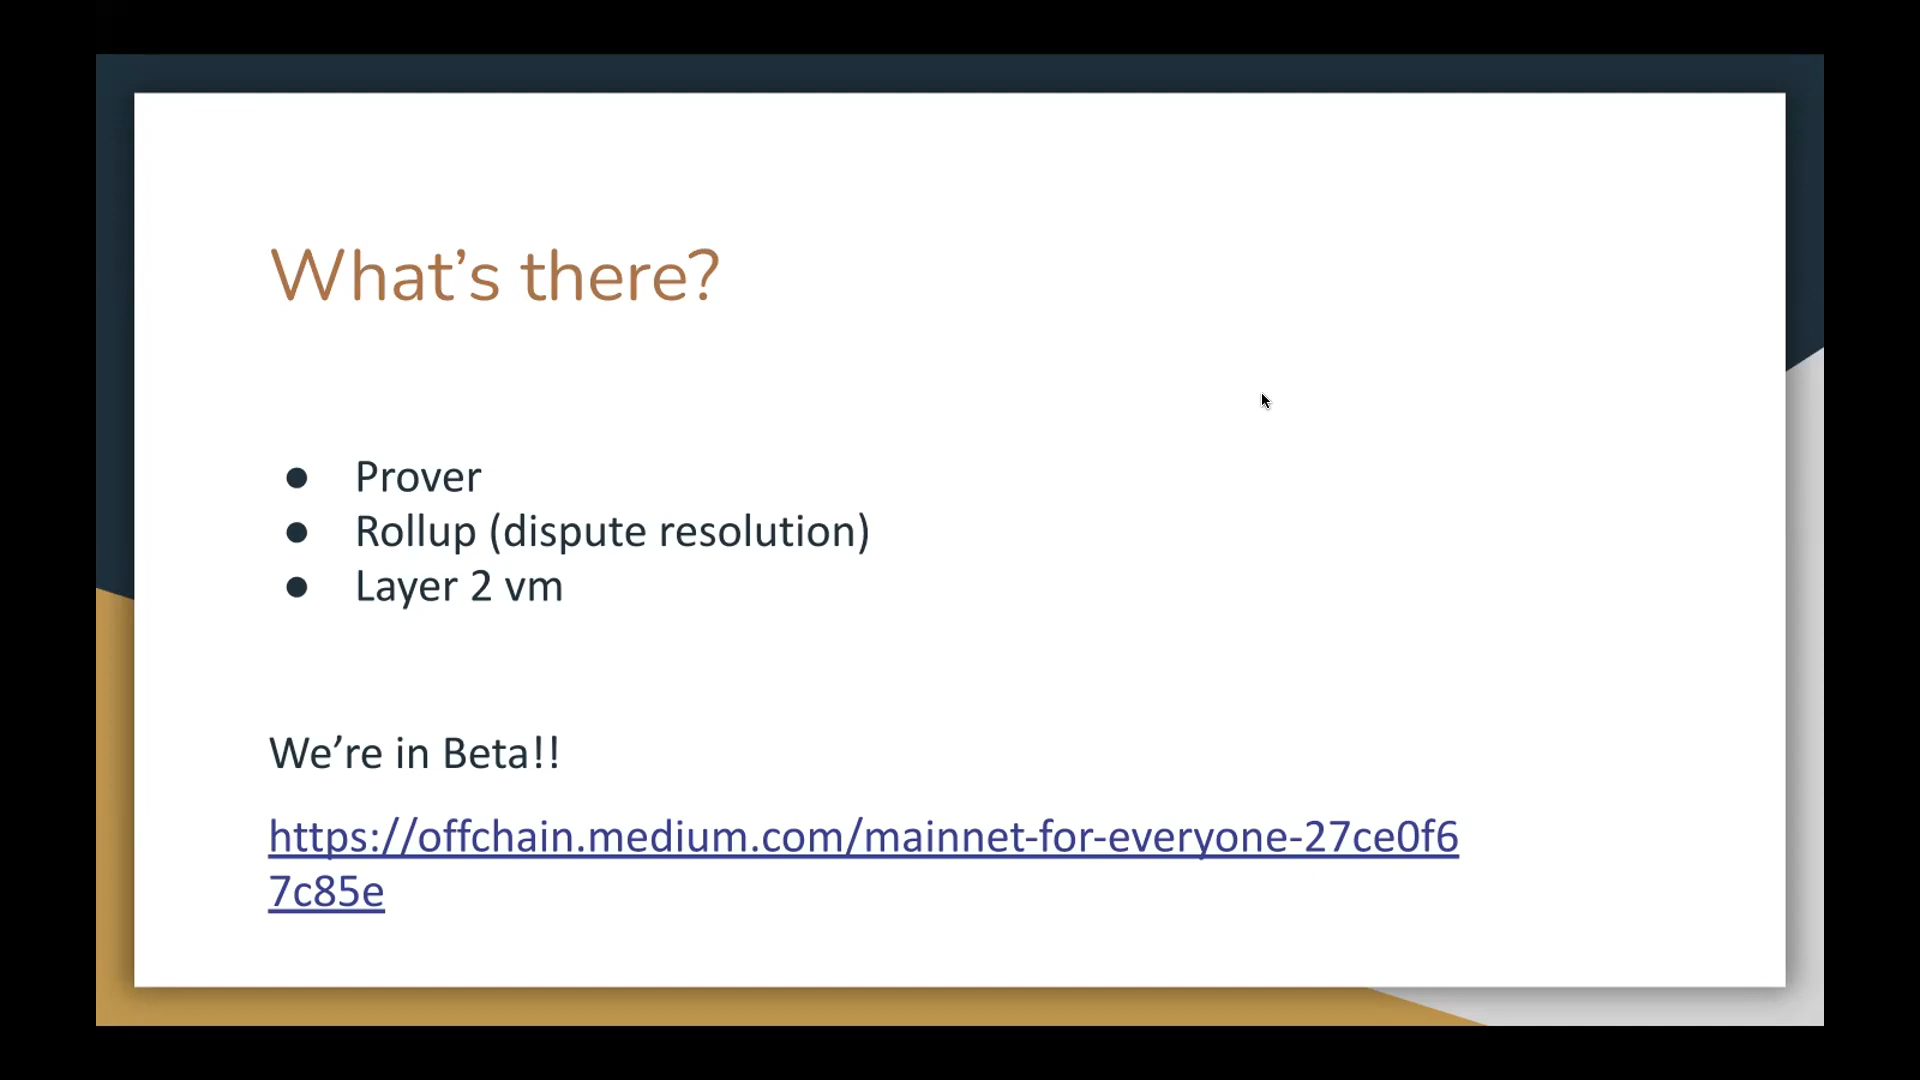 What’s there?
● Prover
● Rollup (dispute resolution)
● Layer 2 vm
We’re in Beta!!
https://offchain.medium.com/mainnet-for-everyone-27ce0f6
7c85e